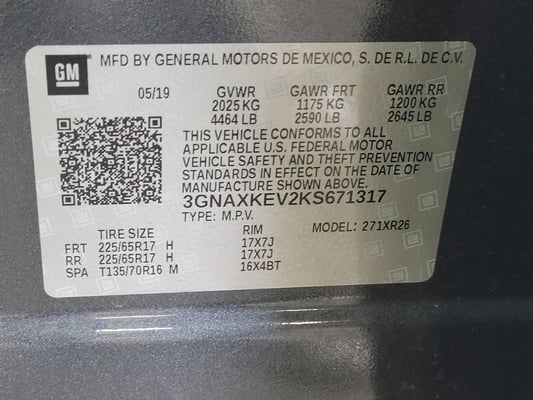 GM MFD BY GENERAL MOTORS DE MEXICO, S. DE R.L. DE C.V.
05/19 GVWR GAWR FRT GAWR RR
2025 KG 1175 KG 1200 KG
4464 LB 2590 LB 2645 LB
THIS VEHICLE CONFORMS TO ALL
APPLICABLE U.S. FEDERAL MOTOR
VEHICLE SAFETY AND THEFT PREVENTION
STANDARDS IN EFFECT ON THE DATE OF
MANUFACTURE SHOWN ABOVE.
3GNAXKEV2KS671317
TYPE: M.P.V. MODEL: 271XR26
TIRE SIZE RIM
FRT 225/65R17 H 17X7J
RR 225/65R17 H 17X7J
SPA T135/70R16 M 16X4BT